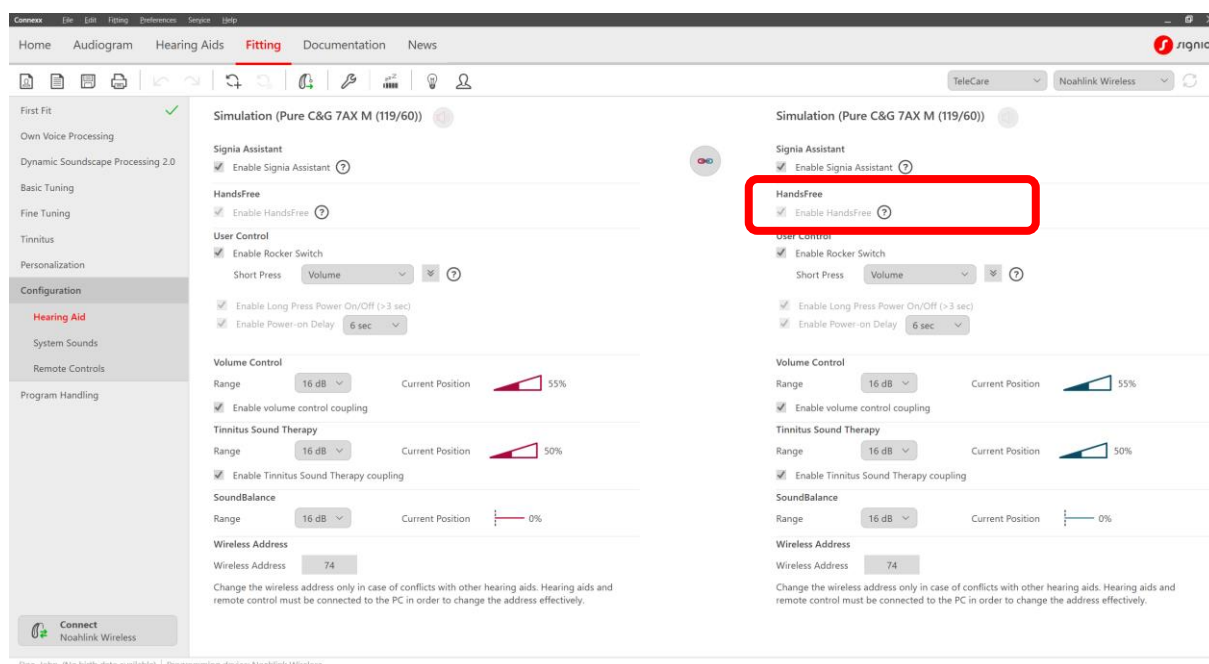 Connexx File Edit Fitting Preferences Service Help
Home Audiogram Hearing Aids Fitting Documentation News
TeleCare Noahlink Wireless
First Fit
Own Voice Processing
Dynamic Soundscape Processing 2.0
Basic Tuning
Fine Tuning
Tinnitus
Personalization
Configuration
Hearing Aid
System Sounds
Remote Controls
Program Handling
Connect
Noahlink Wireless
Simulation (Pure C&G 7AX M (119/60))
Signia Assistant
Enable Signia Assistant ?
HandsFree
Enable HandsFree ?
User Control
Enable Rocker Switch
Short Press Volume ?
Enable Long Press Power On/Off (>3 sec)
Enable Power-on Delay 6 sec
Volume Control
Range 16 dB Current Position 55%
Enable volume control coupling
Tinnitus Sound Therapy
Range 16 dB Current Position 50%
Enable Tinnitus Sound Therapy coupling
SoundBalance
Range 16 dB Current Position 0%
Wireless Address
Wireless Address 74
Change the wireless address only in case of conflicts with other hearing aids. Hearing aids and
remote control must be connected to the PC in order to change the address effectively.
Simulation (Pure C&G 7AX M (119/60))
Signia Assistant
Enable Signia Assistant ?
HandsFree
Enable HandsFree ?
User Control
Enable Rocker Switch
Short Press Volume ?
Enable Long Press Power On/Off (>3 sec)
Enable Power-on Delay 6 sec
Volume Control
Range 16 dB Current Position 55%
Enable volume control coupling
Tinnitus Sound Therapy
Range 16 dB Current Position 50%
Enable Tinnitus Sound Therapy coupling
SoundBalance
Range 16 dB Current Position 0%
Wireless Address
Wireless Address 74
Change the wireless address only in case of conflicts with other hearing aids. Hearing aids and
remote control must be connected to the PC in order to change the address effectively.